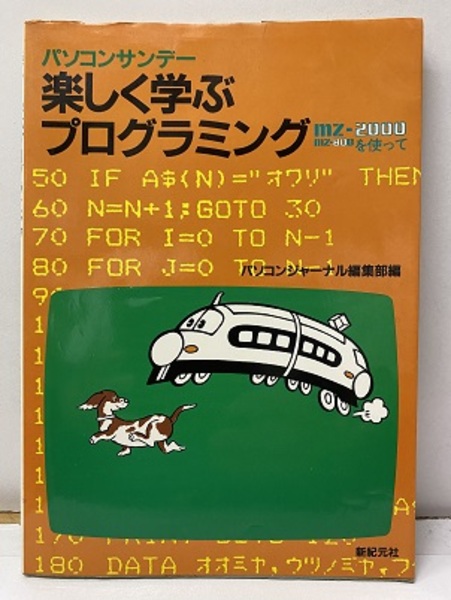 パソコンサンデー
楽しく学ぶ
プログラミング
mz-2000
mz-80B
を使って
50 IF A$(N)="オワリ" THEN
60 N=N+1:GOTO 30
70 FOR I=0 TO N-1
80 FOR J=0 TO N-1
パソコンジャーナル編集部編
180 DATA オオミヤ,ウツノミヤ,フ
新紀元社